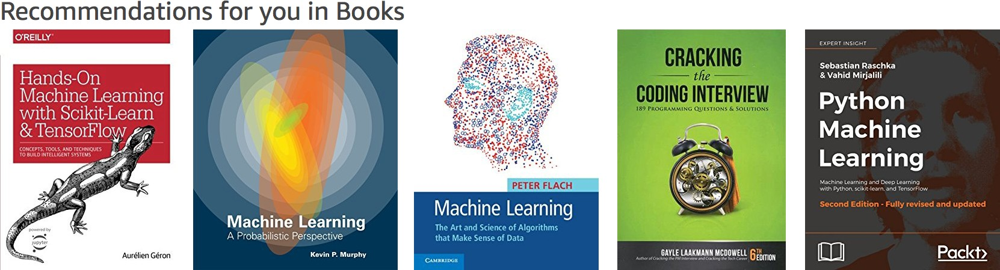 Recommendations for you in Books
O'REILLY®
Hands-On
Machine Learning
with Scikit-Learn
& TensorFlow
CONCEPTS, TOOLS, AND TECHNIQUES
TO BUILD INTELLIGENT SYSTEMS
powered by
jupyter
Aurélien Géron
Machine Learning
A Probabilistic Perspective
Kevin P. Murphy
PETER FLACH
Machine Learning
The Art and Science of Algorithms
that Make Sense of Data
CAMBRIDGE
CRACKING
the
CODING INTERVIEW
189 PROGRAMMING QUESTIONS & SOLUTIONS
GAYLE LAAKMANN MCDOWELL
Author of Cracking the PM Interview and Cracking the Tech Career
6TH
EDITION
EXPERT INSIGHT
Sebastian Raschka
& Vahid Mirjalili
Python
Machine
Learning
Machine Learning and Deep Learning
with Python, scikit-learn, and TensorFlow
Second Edition - Fully revised and updated
Packt>